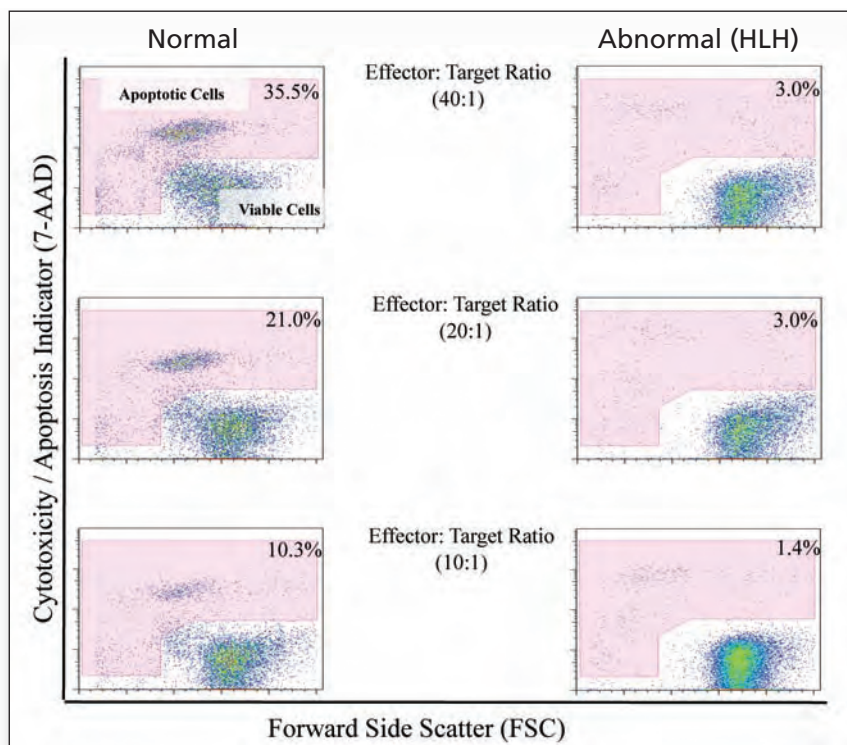 Normal
Abnormal (HLH)
Cytotoxicity / Apoptosis Indicator (7-AAD)
Apoptotic Cells
35.5%
Viable Cells
Effector: Target Ratio
(40:1)
3.0%
21.0%
Effector: Target Ratio
(20:1)
3.0%
10.3%
Effector: Target Ratio
(10:1)
1.4%
Forward Side Scatter (FSC)